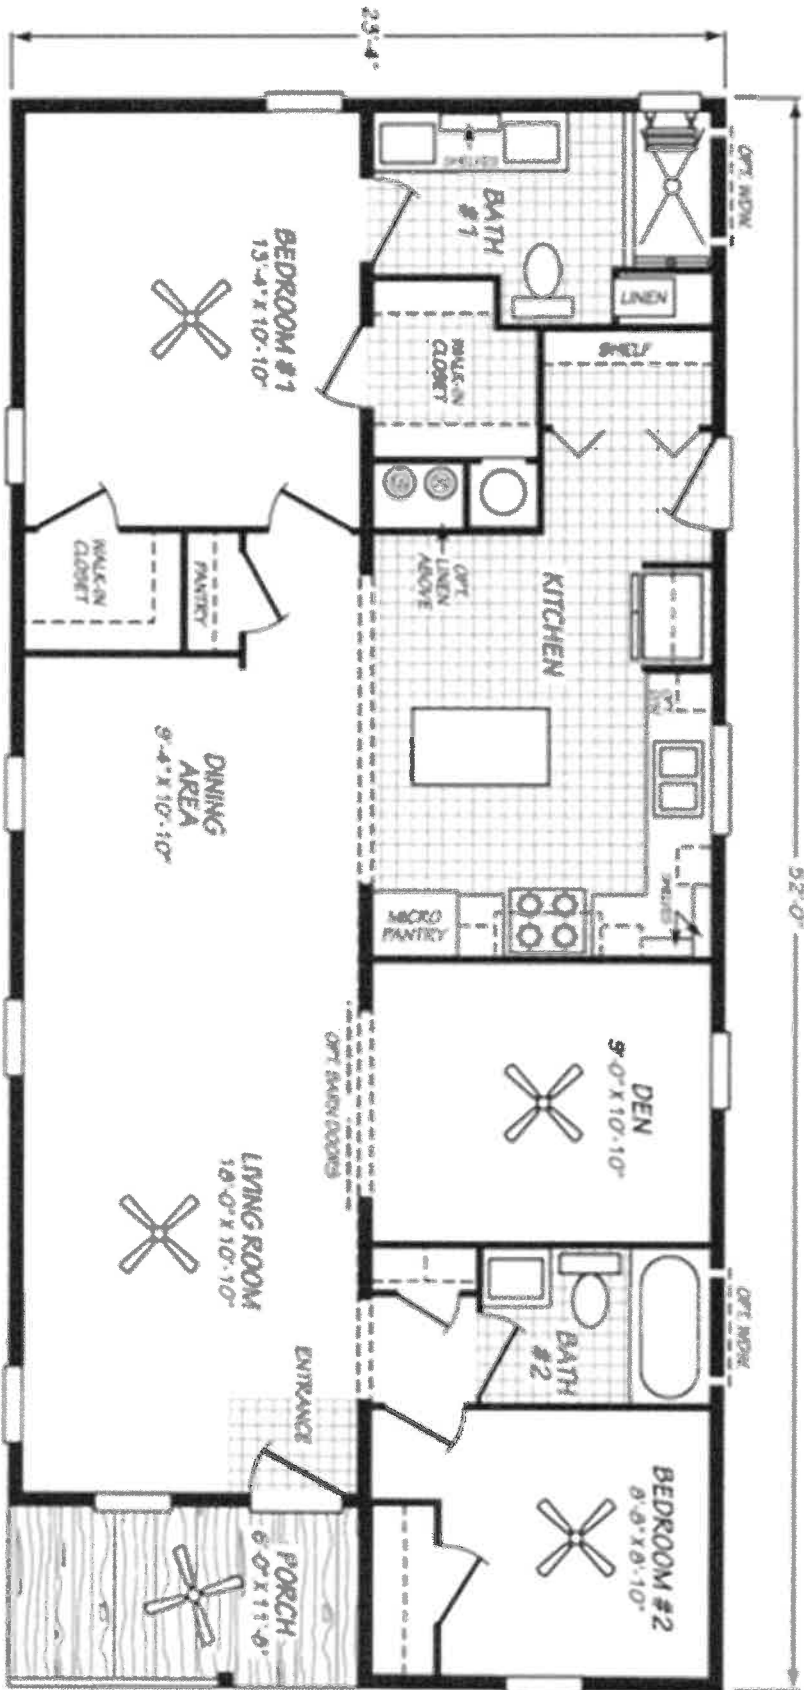 23'-4"
OPT. WDW.
SHELVES
BATH
#1
LINEN
BEDROOM #1
13'-4" X 10'-10"
WALK-IN
CLOSET
SHELF
WALK-IN
CLOSET
PANTRY
OPT.
LINEN
ABOVE
KITCHEN
DINING
AREA
9'-4" X 10'-10"
52'-0"
SHELVES
MICRO
PANTRY
OPT. BARN DOORS
DEN
9'-0" X 10'-10"
LIVING ROOM
18'-0" X 10'-10"
OPT. WDW.
BATH
#2
ENTRANCE
BEDROOM #2
8'-8" X 8'-10"
PORCH
6'-0" X 11'-6"